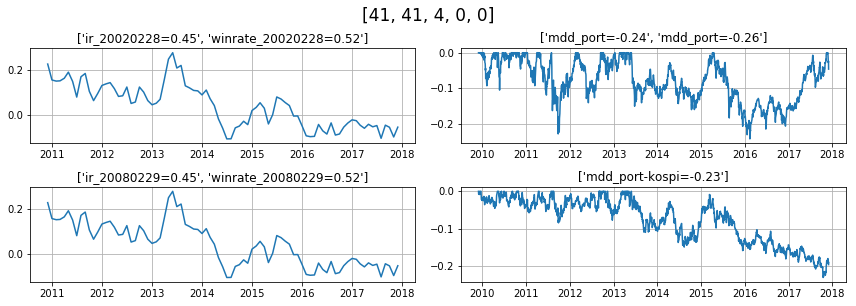 [41, 41, 4, 0, 0]
['ir_20020228=0.45', 'winrate_20020228=0.52']
0.2
0.0
2011 2012 2013 2014 2015 2016 2017 2018
['mdd_port=-0.24', 'mdd_port=-0.26']
0.0
−0.1
−0.2
2010 2011 2012 2013 2014 2015 2016 2017 2018
['ir_20080229=0.45', 'winrate_20080229=0.52']
0.2
0.0
2011 2012 2013 2014 2015 2016 2017 2018
['mdd_port-kospi=-0.23']
0.0
−0.1
−0.2
2010 2011 2012 2013 2014 2015 2016 2017 2018